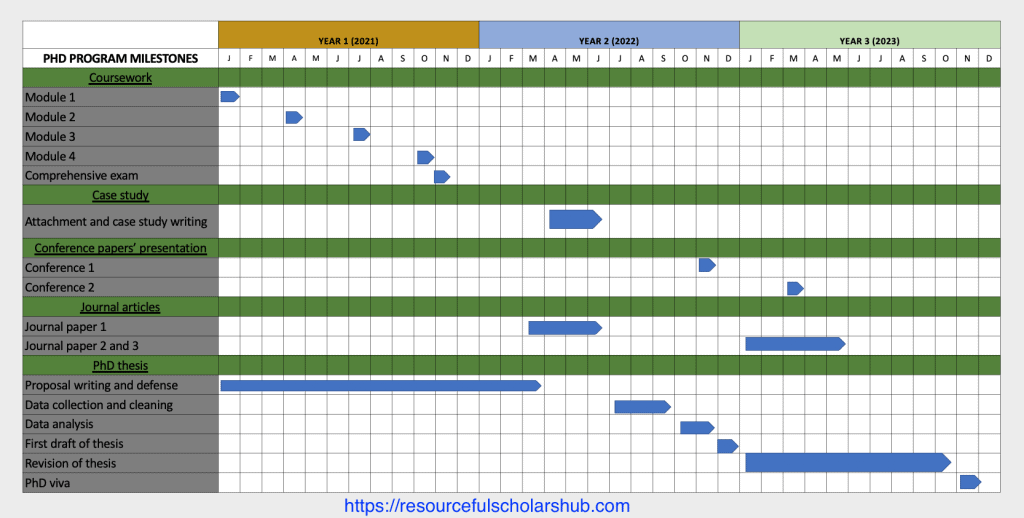 YEAR 1 (2021) YEAR 2 (2022) YEAR 3 (2023)
PHD PROGRAM MILESTONES J F M A M J J A S O N D J F M A M J J A S O N D J F M A M J J A S O N D
Coursework
Module 1
Module 2
Module 3
Module 4
Comprehensive exam
Case study
Attachment and case study writing
Conference papers’ presentation
Conference 1
Conference 2
Journal articles
Journal paper 1
Journal paper 2 and 3
PhD thesis
Proposal writing and defense
Data collection and cleaning
Data analysis
First draft of thesis
Revision of thesis
PhD viva
https://resourcefulscholarshub.com